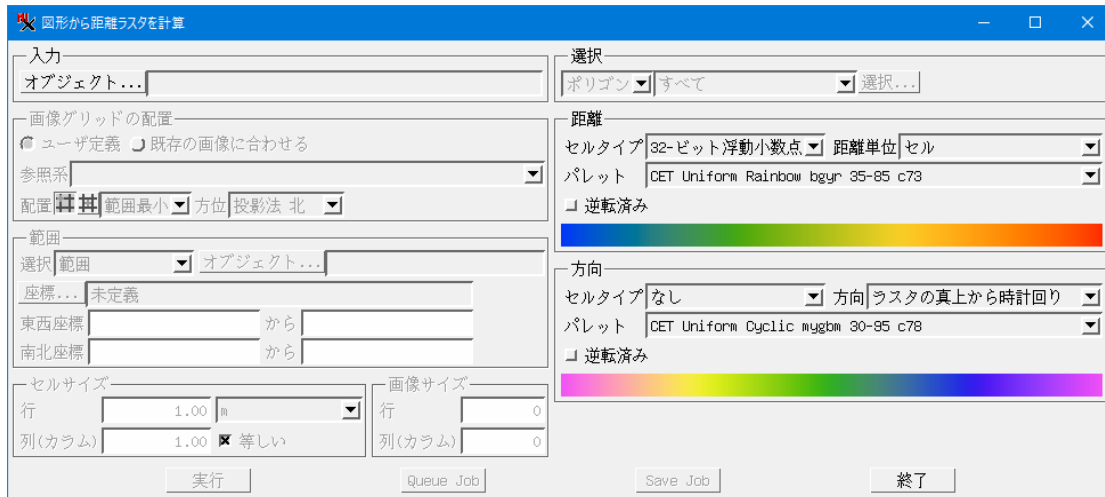 図形から距離ラスタを計算
入力
オブジェクト...
選択
ポリゴン すべて 選択...
画像グリッドの配置
ユーザ定義 既存の画像に合わせる
参照系
配置 範囲最小 方位 投影法 北
距離
セルタイプ 32-ビット浮動小数点 距離単位 セル
パレット CET Uniform Rainbow bgyr 35-85 c73
逆転済み
範囲
選択 範囲 オブジェクト...
座標... 未定義
東西座標 から
南北座標 から
方向
セルタイプ なし 方向 ラスタの真上から時計回り
パレット CET Uniform Cyclic mygbm 30-95 c78
逆転済み
セルサイズ
行 1.00 m
列(カラム) 1.00 等しい
画像サイズ
行 0
列(カラム) 0
実行 Queue Job Save Job 終了